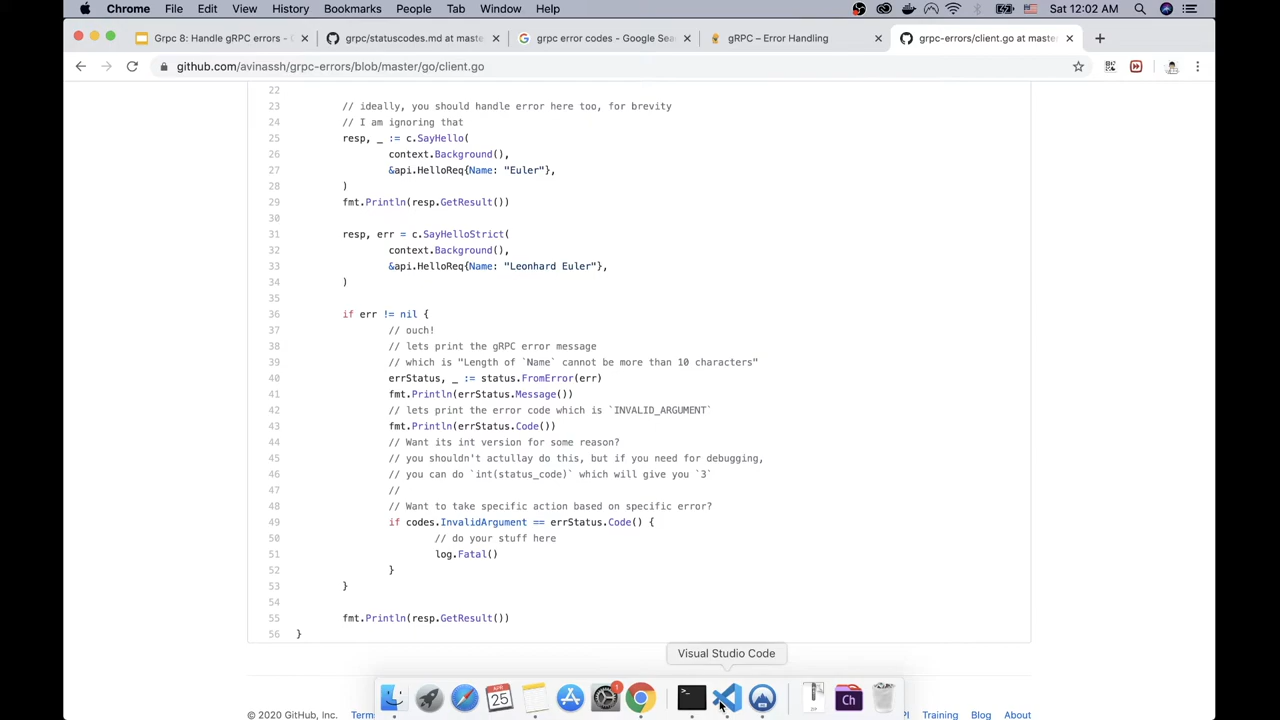 Chrome File Edit View History Bookmarks People Tab Window Help Sat 12:02 AM
Grpc 8: Handle gRPC errors - grpc/statuscodes.md at maste grpc error codes - Google Sea gRPC – Error Handling grpc-errors/client.go at maste
github.com/avinassh/grpc-errors/blob/master/go/client.go
22
23 // ideally, you should handle error here too, for brevity
24 // I am ignoring that
25 resp, _ := c.SayHello(
26 context.Background(),
27 &api.HelloReq{Name: "Euler"},
28 )
29 fmt.Println(resp.GetResult())
30
31 resp, err = c.SayHelloStrict(
32 context.Background(),
33 &api.HelloReq{Name: "Leonhard Euler"},
34 )
35
36 if err != nil {
37 // ouch!
38 // lets print the gRPC error message
39 // which is "Length of `Name` cannot be more than 10 characters"
40 errStatus, _ := status.FromError(err)
41 fmt.Println(errStatus.Message())
42 // lets print the error code which is `INVALID_ARGUMENT`
43 fmt.Println(errStatus.Code())
44 // Want its int version for some reason?
45 // you shouldn't actullay do this, but if you need for debugging,
46 // you can do `int(status_code)` which will give you `3`
47 //
48 // Want to take specific action based on specific error?
49 if codes.InvalidArgument == errStatus.Code() {
50 // do your stuff here
51 log.Fatal()
52 }
53 }
54
55 fmt.Println(resp.GetResult())
56 }
Visual Studio Code
APR
25
1
>_
Ch
© 2020 GitHub, Inc. Term PI Training Blog About